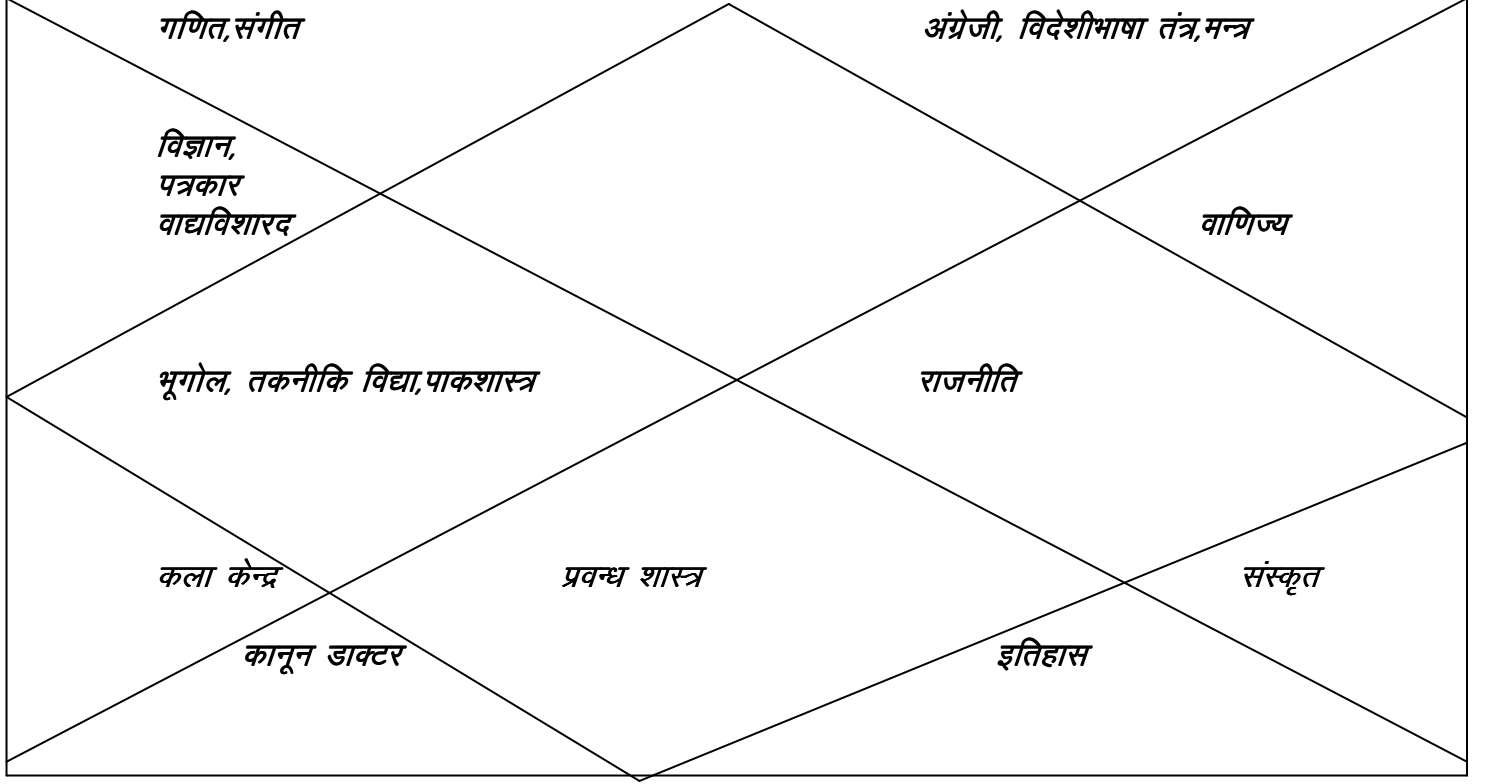 गणित,संगीत
अंग्रेजी, विदेशीभाषा तंत्र,मन्त्र
विज्ञान,
पत्रकार
वाद्यविशारद
वाणिज्य
भूगोल, तकनीकि विद्या,पाकशास्त्र
राजनीति
कला केन्द्र
प्रवन्ध शास्त्र
संस्कृत
कानून डाक्टर
इतिहास